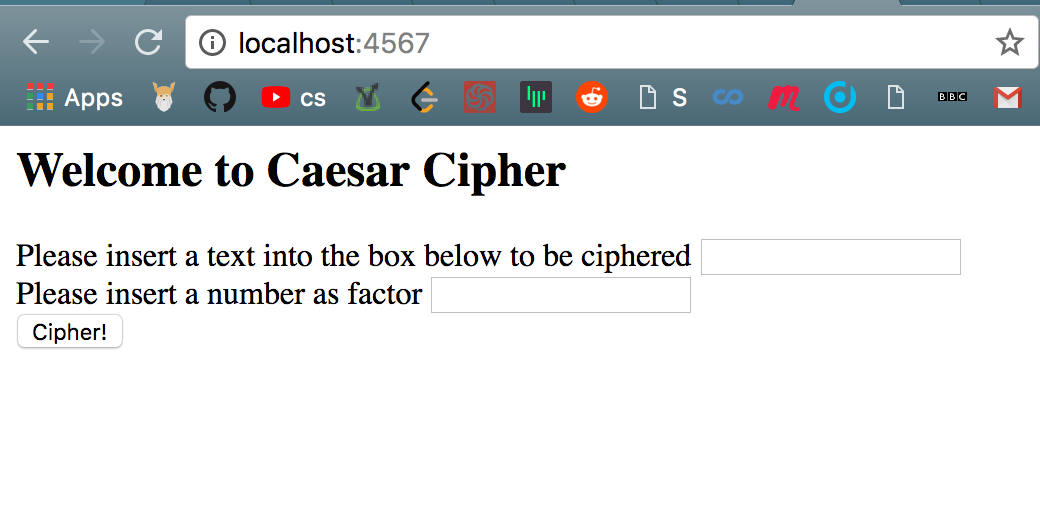 localhost:4567
Apps cs S BBC
Welcome to Caesar Cipher
Please insert a text into the box below to be ciphered
Please insert a number as factor
Cipher!